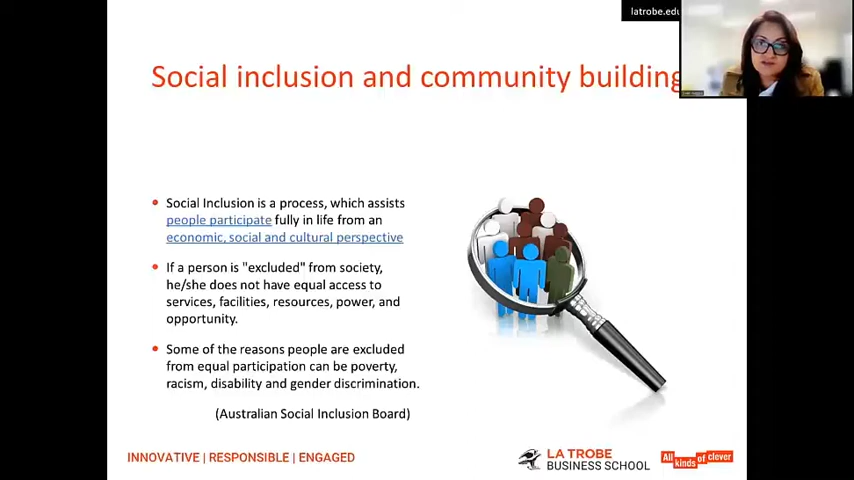 latrobe.edu
Social inclusion and community building
• Social Inclusion is a process, which assists
people participate fully in life from an
economic, social and cultural perspective
• If a person is "excluded" from society,
he/she does not have equal access to
services, facilities, resources, power, and
opportunity.
• Some of the reasons people are excluded
from equal participation can be poverty,
racism, disability and gender discrimination.
(Australian Social Inclusion Board)
INNOVATIVE | RESPONSIBLE | ENGAGED
LA TROBE
BUSINESS SCHOOL
All kinds of clever